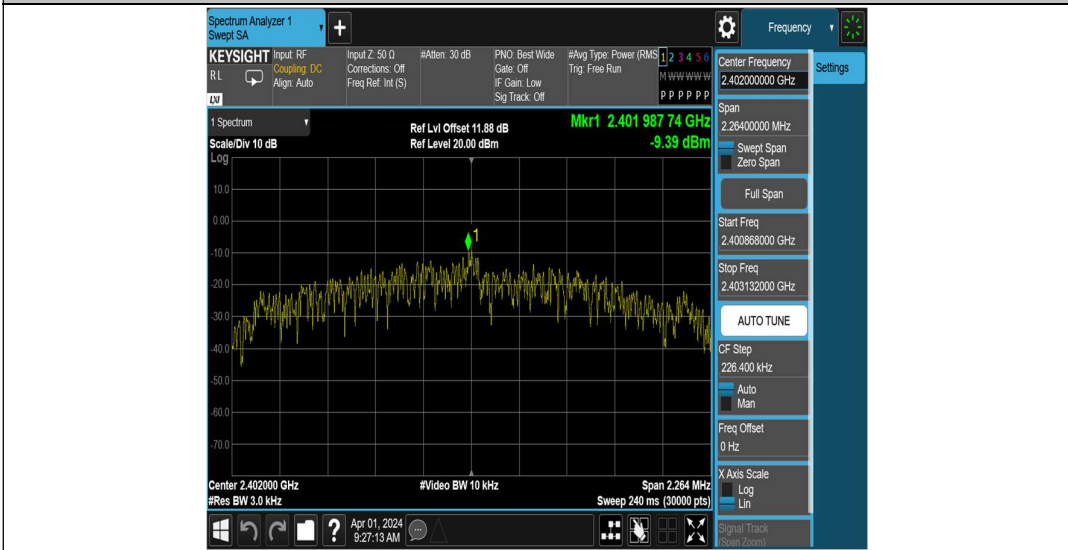 Spectrum Analyzer 1
Swept SA
Frequency
KEYSIGHT
RL
LXI
Input: RF
Coupling: DC
Align: Auto
Input Z: 50 Ω
Corrections: Off
Freq Ref: Int (S)
#Atten: 30 dB
PNO: Best Wide
Gate: Off
IF Gain: Low
Sig Track: Off
#Avg Type: Power (RMS
Trig: Free Run
1 2 3 4 5 6
M W W W W W
P P P P P P
1 Spectrum
Scale/Div 10 dB
Ref Lvl Offset 11.88 dB
Ref Level 20.00 dBm
Mkr1 2.401 987 74 GHz
-9.39 dBm
Log
10.0
0.00
-10.0
-20.0
-30.0
-40.0
-50.0
-60.0
-70.0
1
Center 2.402000 GHz
#Res BW 3.0 kHz
#Video BW 10 kHz
Span 2.264 MHz
Sweep 240 ms (30000 pts)
Apr 01, 2024
9:27:13 AM
Center Frequency
2.402000000 GHz
Span
2.26400000 MHz
Swept Span
Zero Span
Full Span
Start Freq
2.400868000 GHz
Stop Freq
2.403132000 GHz
AUTO TUNE
CF Step
226.400 kHz
Auto
Man
Freq Offset
0 Hz
X Axis Scale
Log
Lin
Signal Track
(Span Zoom)
Settings